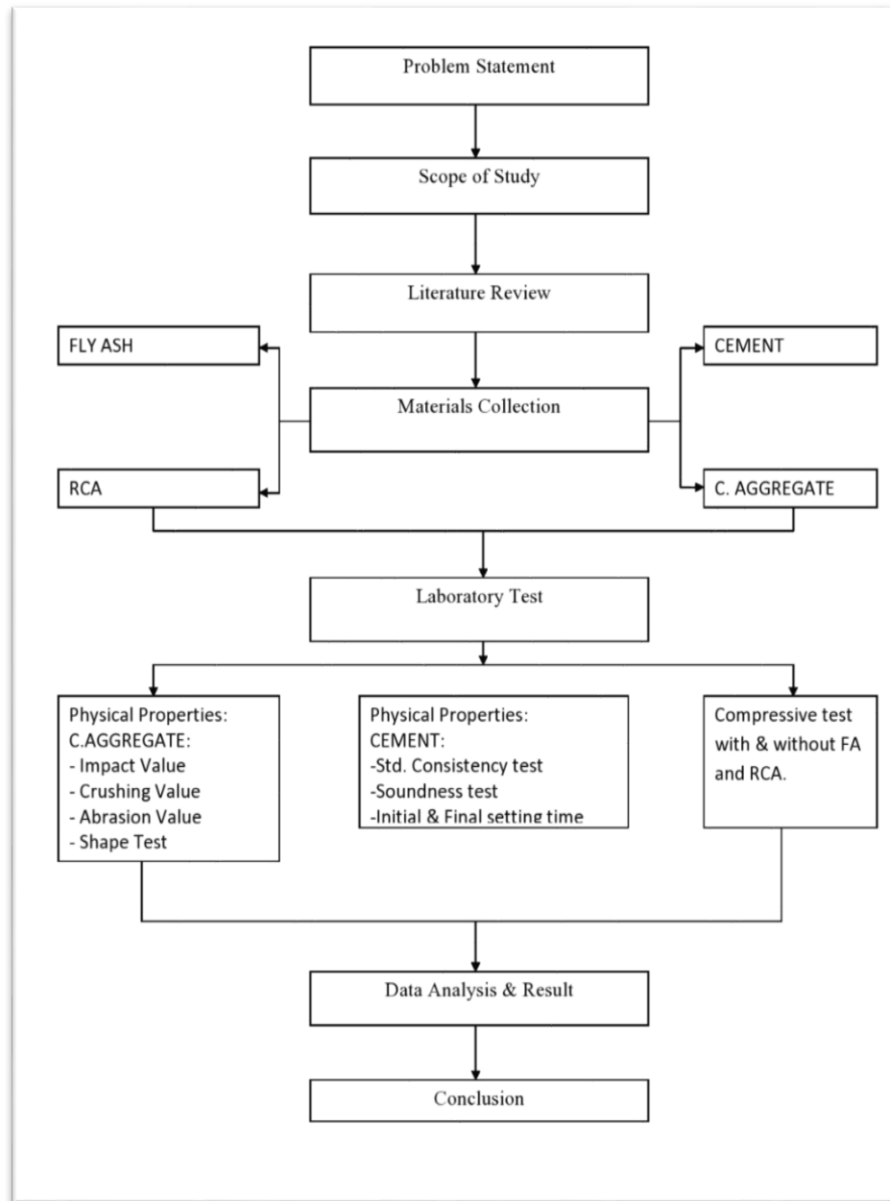 Problem Statement
Scope of Study
Literature Review
FLY ASH
CEMENT
Materials Collection
RCA
C. AGGREGATE
Laboratory Test
Physical Properties:
C.AGGREGATE:
- Impact Value
- Crushing Value
- Abrasion Value
- Shape Test
Physical Properties:
CEMENT:
-Std. Consistency test
-Soundness test
-Initial & Final setting time
Compressive test
with & without FA
and RCA.
Data Analysis & Result
Conclusion